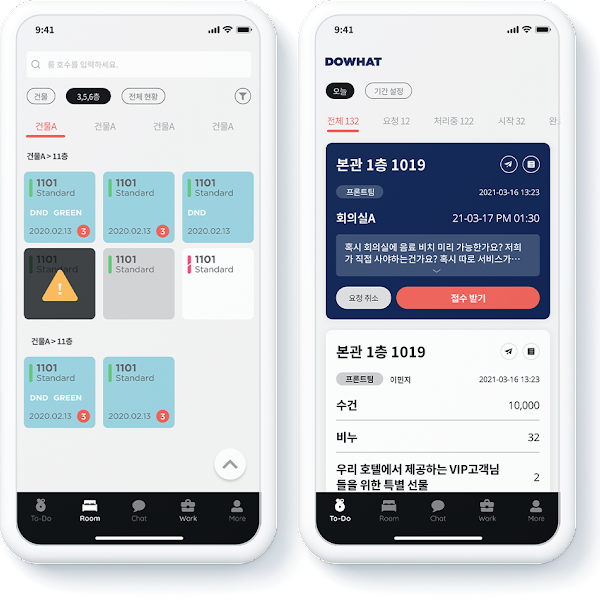 9:41
룸 호수를 입력하세요.
건물
3,5,6층
전체 현황
건물A
건물A
건물A
건물A
건물A > 11층
1101
Standard
DND GREEN
2020.02.13 3
1101
Standard
DND GREEN
2020.02.13 3
1101
Standard
DND
2020.02.13
1101
Standard
1101
Standard
1101
Standard
건물A > 11층
1101
Standard
DND GREEN
2020.02.13 3
1101
Standard
2020.02.13 3
To-Do
Room
Chat
Work
More
9:41
DOWHAT
오늘
기간 설정
전체 132
요청 12
처리중 122
시작 32
완
본관 1층 1019
프론트팀
2021-03-16 13:23
회의실A
21-03-17 PM 01:30
혹시 회의실에 음료 비치 미리 가능한가요? 저희
가 직접 사야하는건가요? 혹시 따로 서비스가…
요청 취소
접수 받기
본관 1층 1019
프론트팀
이민지
2021-03-16 13:23
수건
10,000
비누
32
우리 호텔에서 제공하는 VIP고객님
들을 위한 특별 선물
2
To-Do
Room
Chat
Work
More